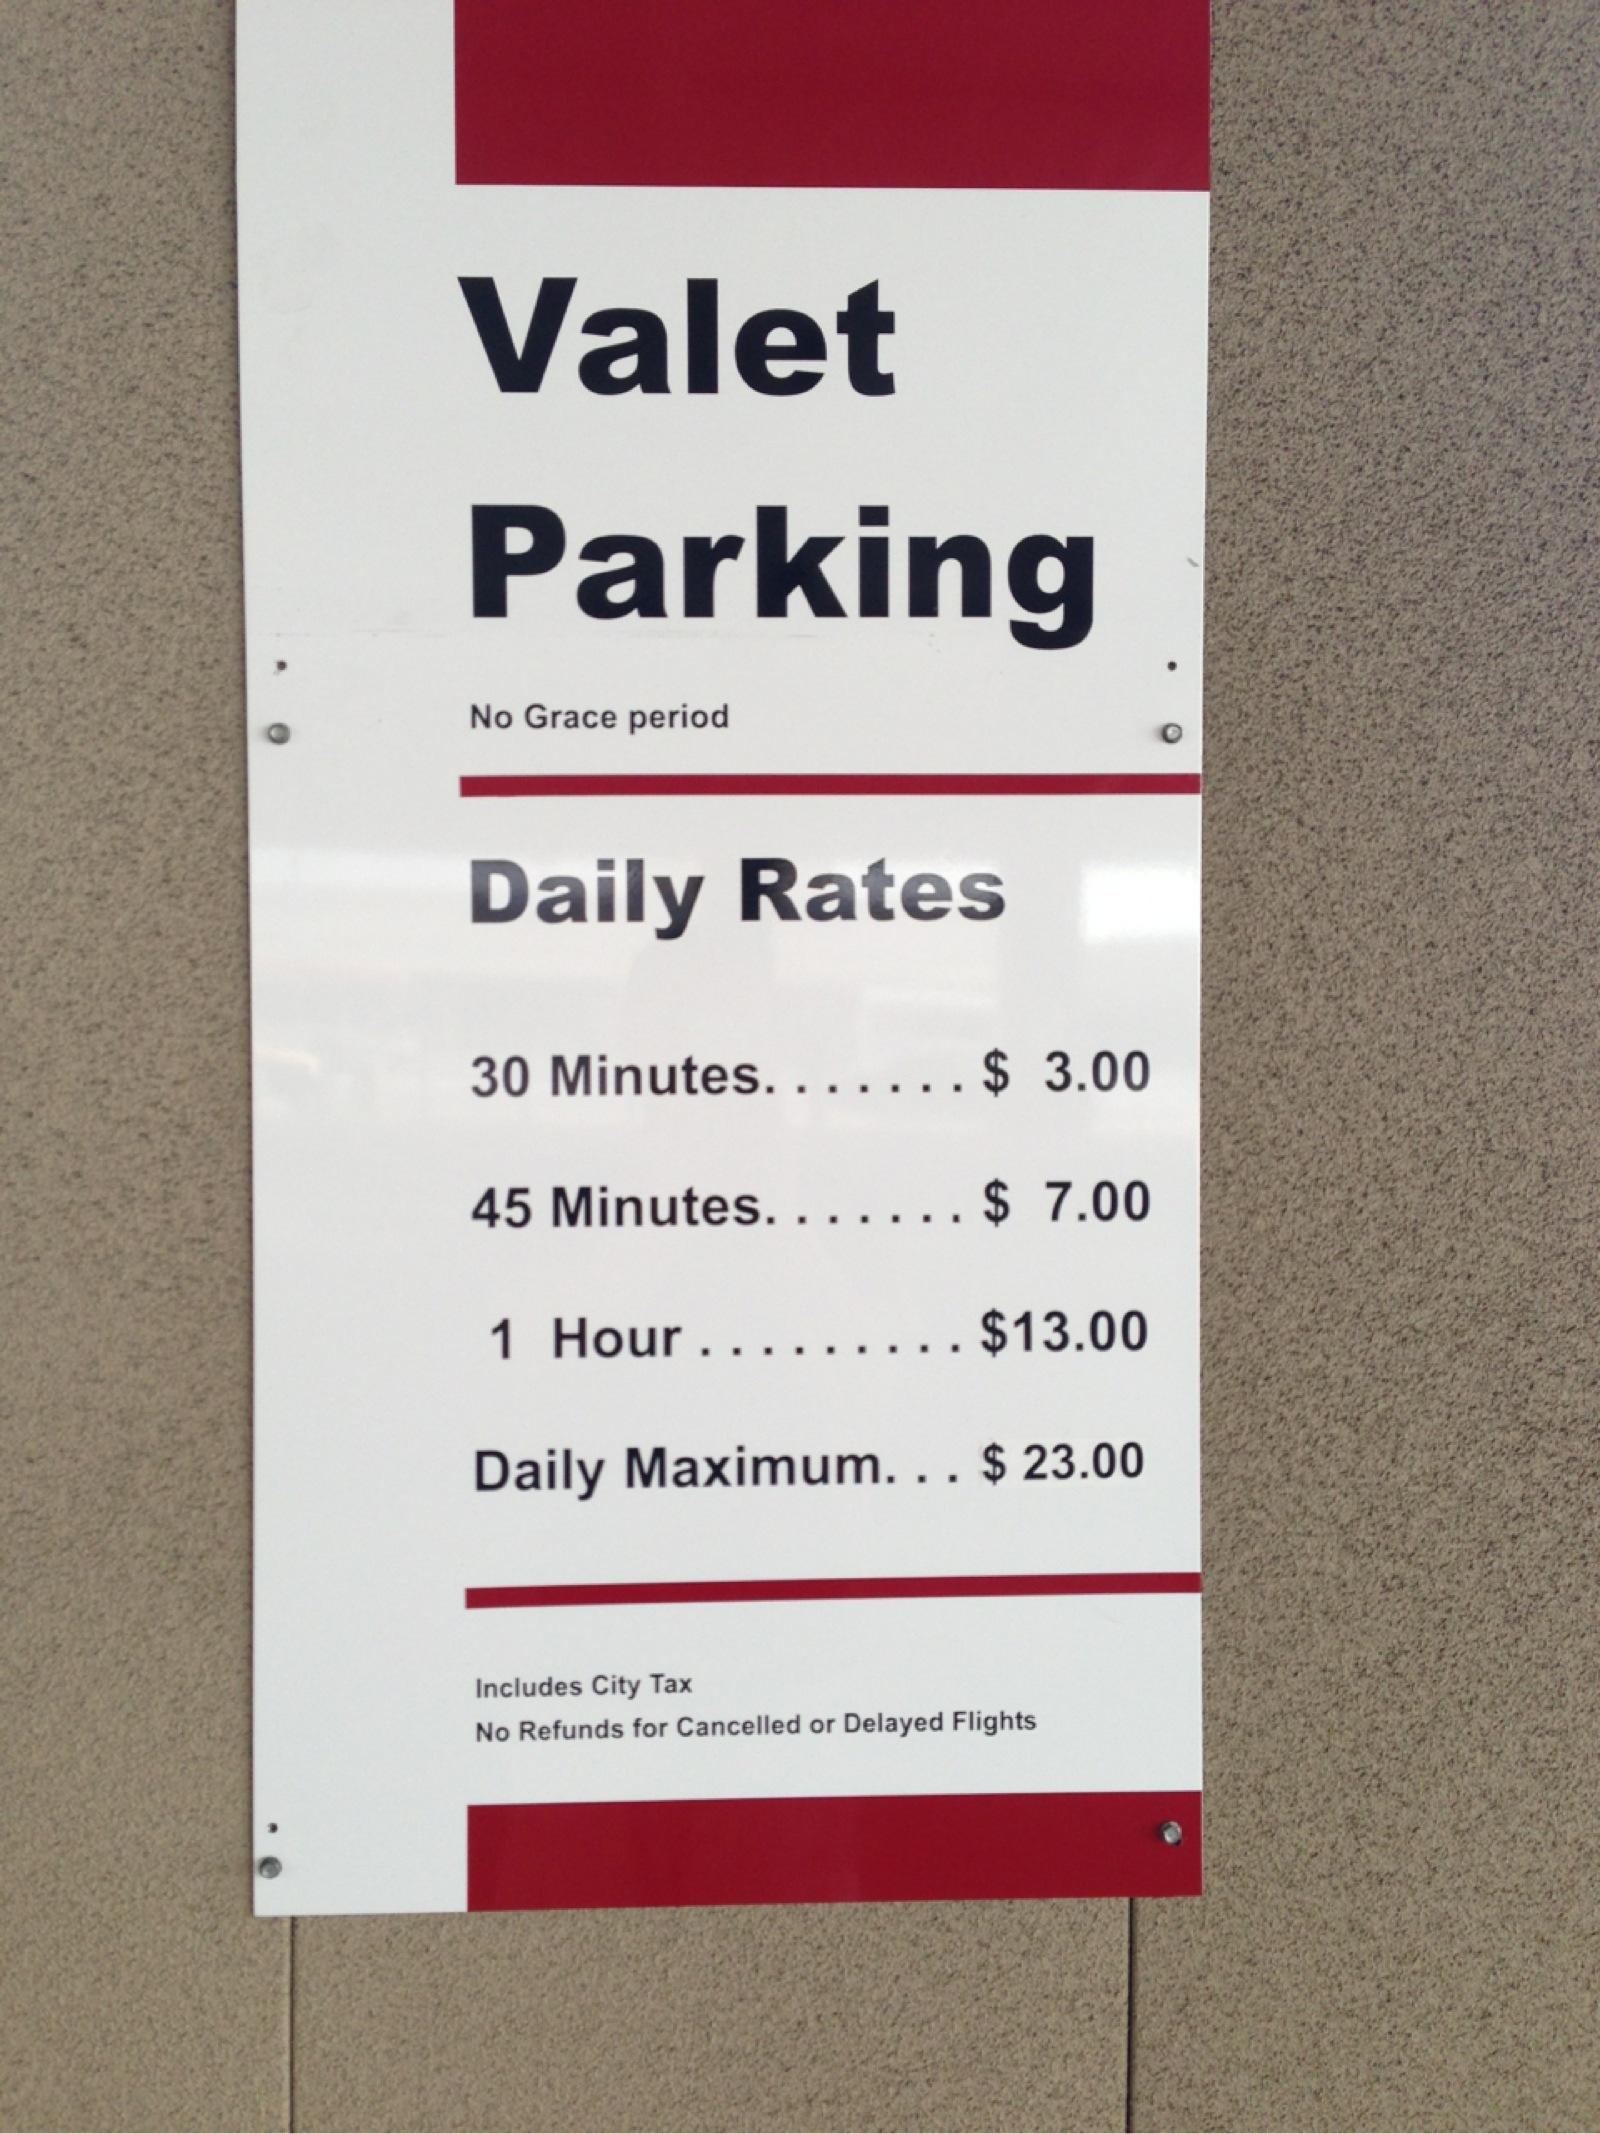 Valet
Parking
No Grace period
Daily Rates
30 Minutes. . . . . . . $ 3.00
45 Minutes. . . . . . . $ 7.00
1 Hour . . . . . . . . . $13.00
Daily Maximum. . . $ 23.00
Includes City Tax
No Refunds for Cancelled or Delayed Flights